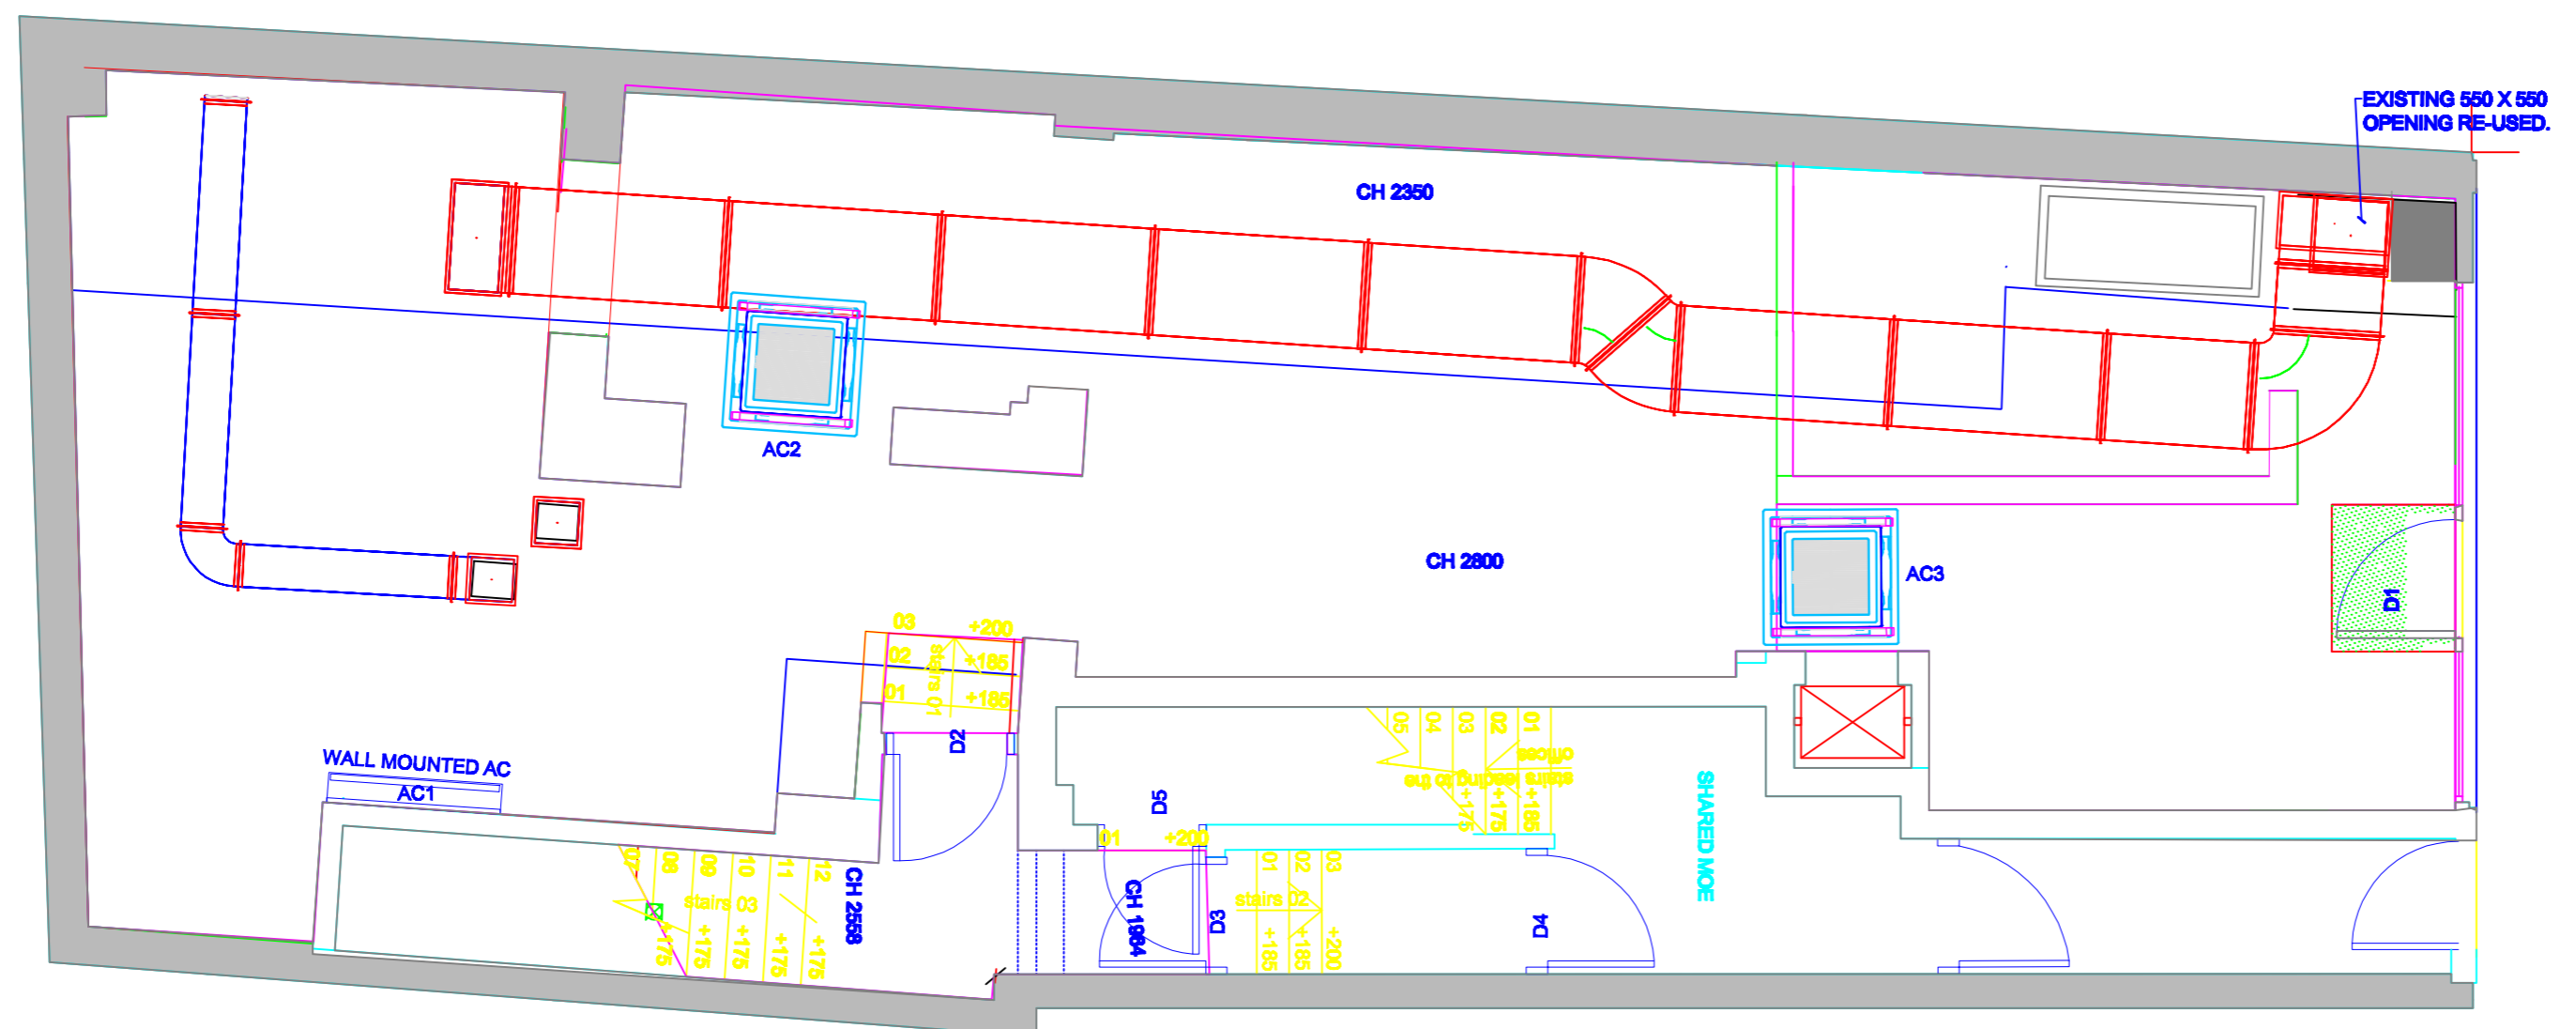 EXISTING 550 X 550
OPENING RE-USED.
CH 2350
AC2
CH 2800
AC3
D1
03 +200
02 +185
01 +185
stairs 01
D2
WALL MOUNTED AC
AC1
07
08
09
10
11
12
stairs 03
+175
+175
+175
+175
+175
CH 2558
D5
01 +200
CH 1984
D3
01
02
03
stairs 02
+185
+185
+200
D4
05
04
03
02
01
stairs leading to the
offices
+175
+175
+185
SHARED MOE